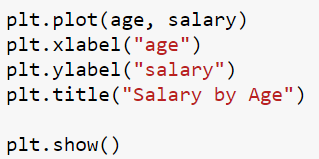 plt.plot(age, salary)
plt.xlabel("age")
plt.ylabel("salary")
plt.title("Salary by Age")
plt.show()